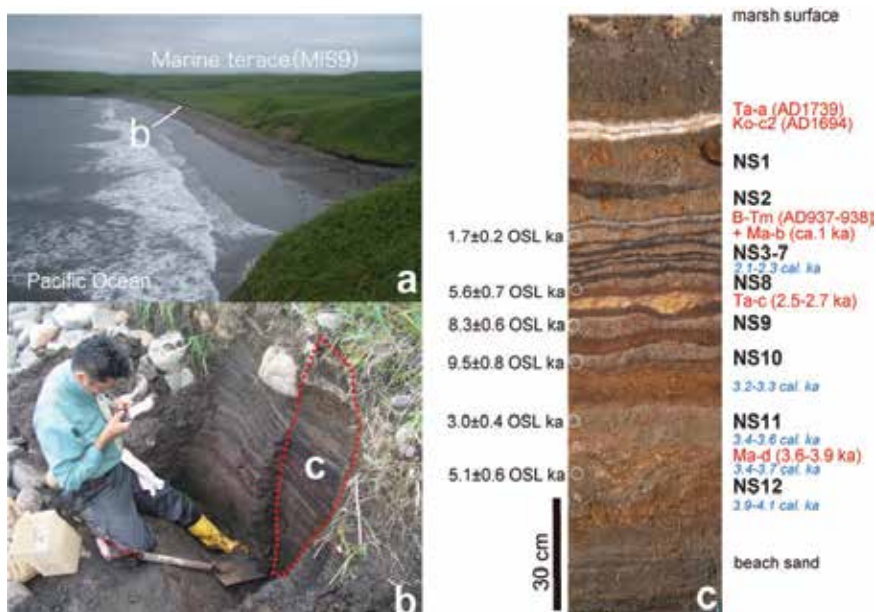 Marine terace(MIS9)
b
Pacific Ocean
a
c
b
marsh surface
Ta-a (AD1739)
Ko-c2 (AD1694)
NS1
NS2
B-Tm (AD937-938)
+ Ma-b (ca.1 ka)
1.7±0.2 OSL ka
NS3-7
2.1-2.3 cal. ka
NS8
5.6±0.7 OSL ka
Ta-c (2.5-2.7 ka)
8.3±0.6 OSL ka
NS9
9.5±0.8 OSL ka
NS10
3.2-3.3 cal. ka
3.0±0.4 OSL ka
NS11
3.4-3.6 cal. ka
Ma-d (3.6-3.9 ka)
3.4-3.7 cal. ka
5.1±0.6 OSL ka
NS12
3.9-4.1 cal. ka
30 cm
beach sand
c